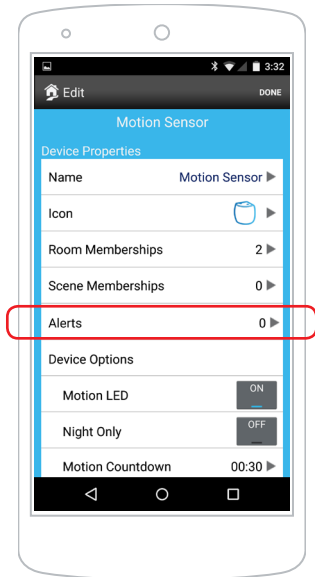 3:32
Edit DONE
Motion Sensor
Device Properties
Name Motion Sensor
Icon
Room Memberships 2
Scene Memberships 0
Alerts 0
Device Options
Motion LED ON
Night Only OFF
Motion Countdown 00:30